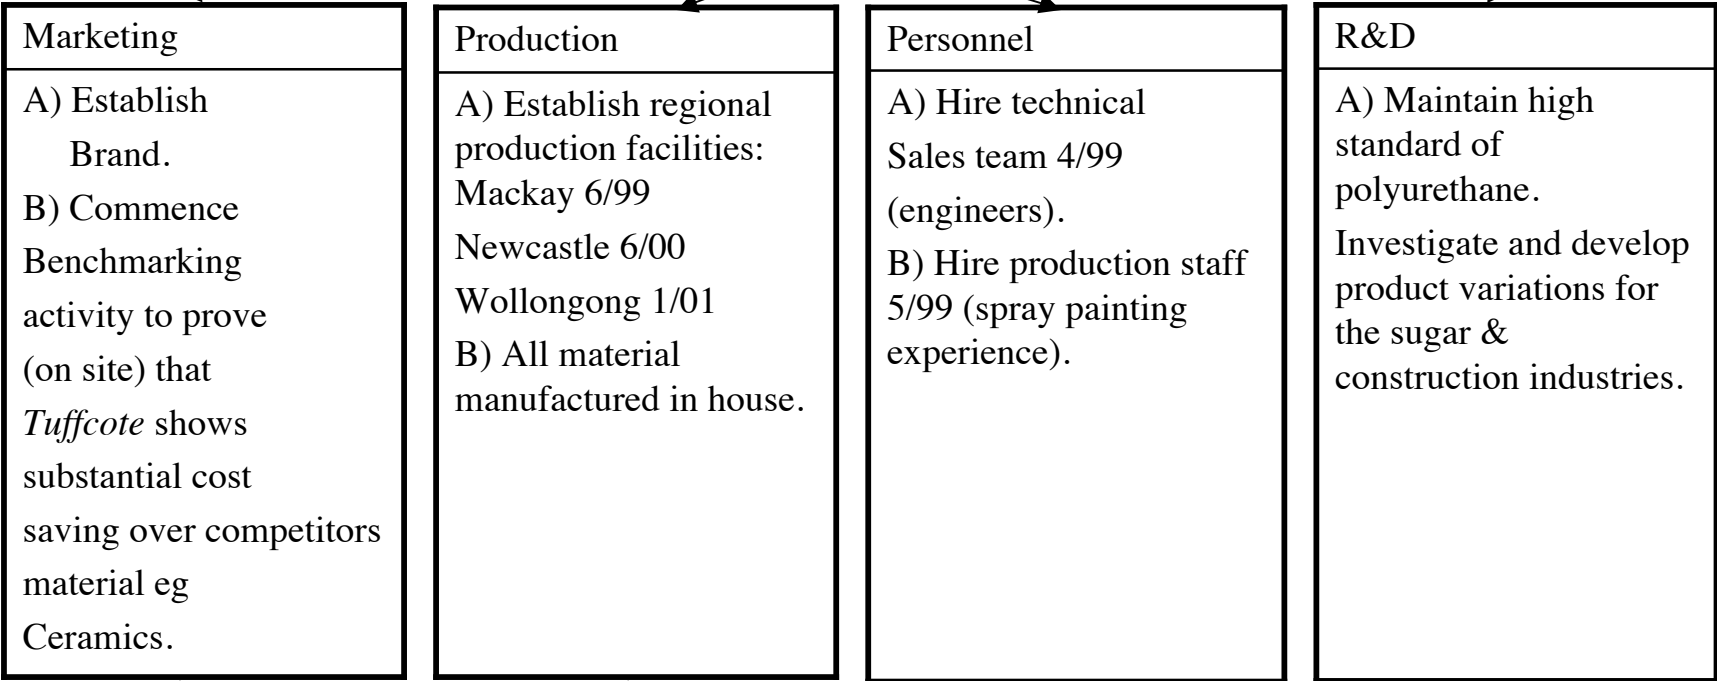 Marketing
A) Establish
Brand.
B) Commence
Benchmarking
activity to prove
(on site) that
Tuffcote shows
substantial cost
saving over competitors
material eg
Ceramics.
Production
A) Establish regional
production facilities:
Mackay 6/99
Newcastle 6/00
Wollongong 1/01
B) All material
manufactured in house.
Personnel
A) Hire technical
Sales team 4/99
(engineers).
B) Hire production staff
5/99 (spray painting
experience).
R&D
A) Maintain high
standard of
polyurethane.
Investigate and develop
product variations for
the sugar &
construction industries.